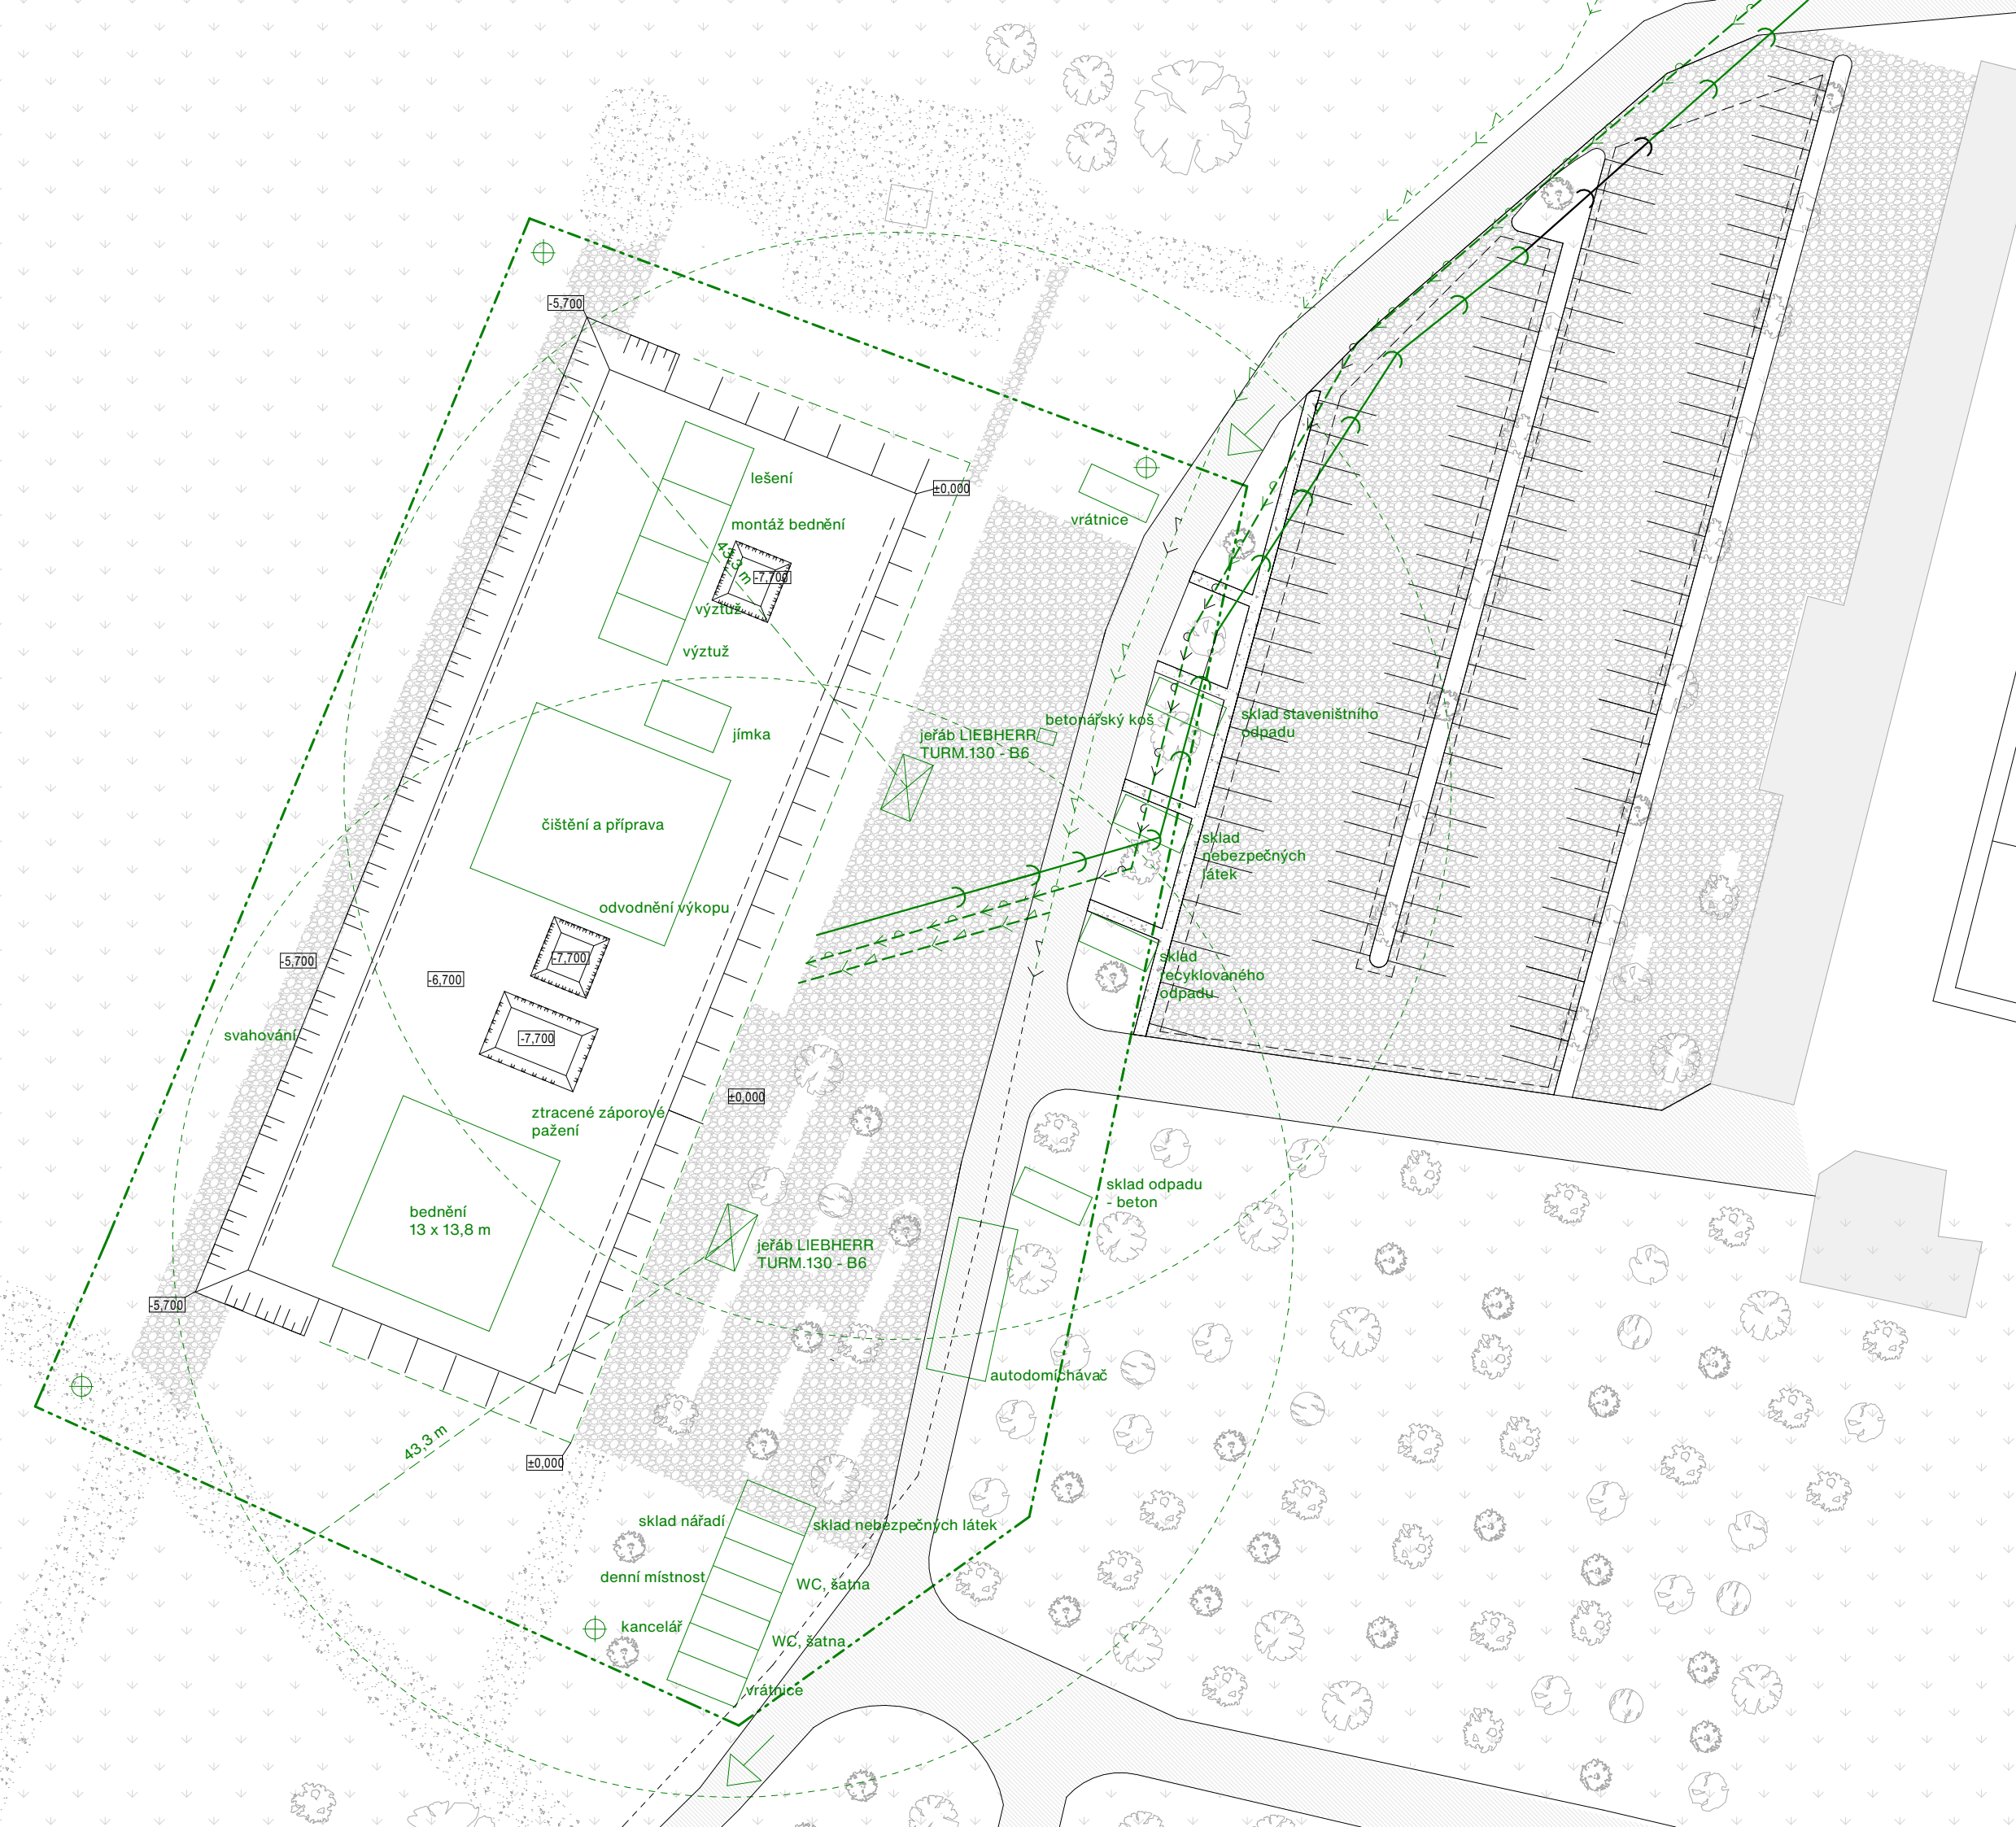 -5,700
lešení
±0,000
vrátnice
montáž bednění
43,3 m
-7,700
výztuž
výztuž
betonářský koš
sklad staveništního
odpadu
jímka
jeřáb LIEBHERR
TURM.130 - B6
čištění a příprava
sklad
nebezpečných
látek
odvodnění výkopu
-5,700
-7,700
-6,700
sklad
recyklovaného
odpadu
svahování
-7,700
±0,000
ztracené záporové
pažení
sklad odpadu
- beton
bednění
13 x 13,8 m
jeřáb LIEBHERR
TURM.130 - B6
-5,700
autodomíchávač
43,3 m
±0,000
sklad nářadí
sklad nebezpečných látek
denní místnost
WC, šatna
kancelář
WC, šatna
vrátnice